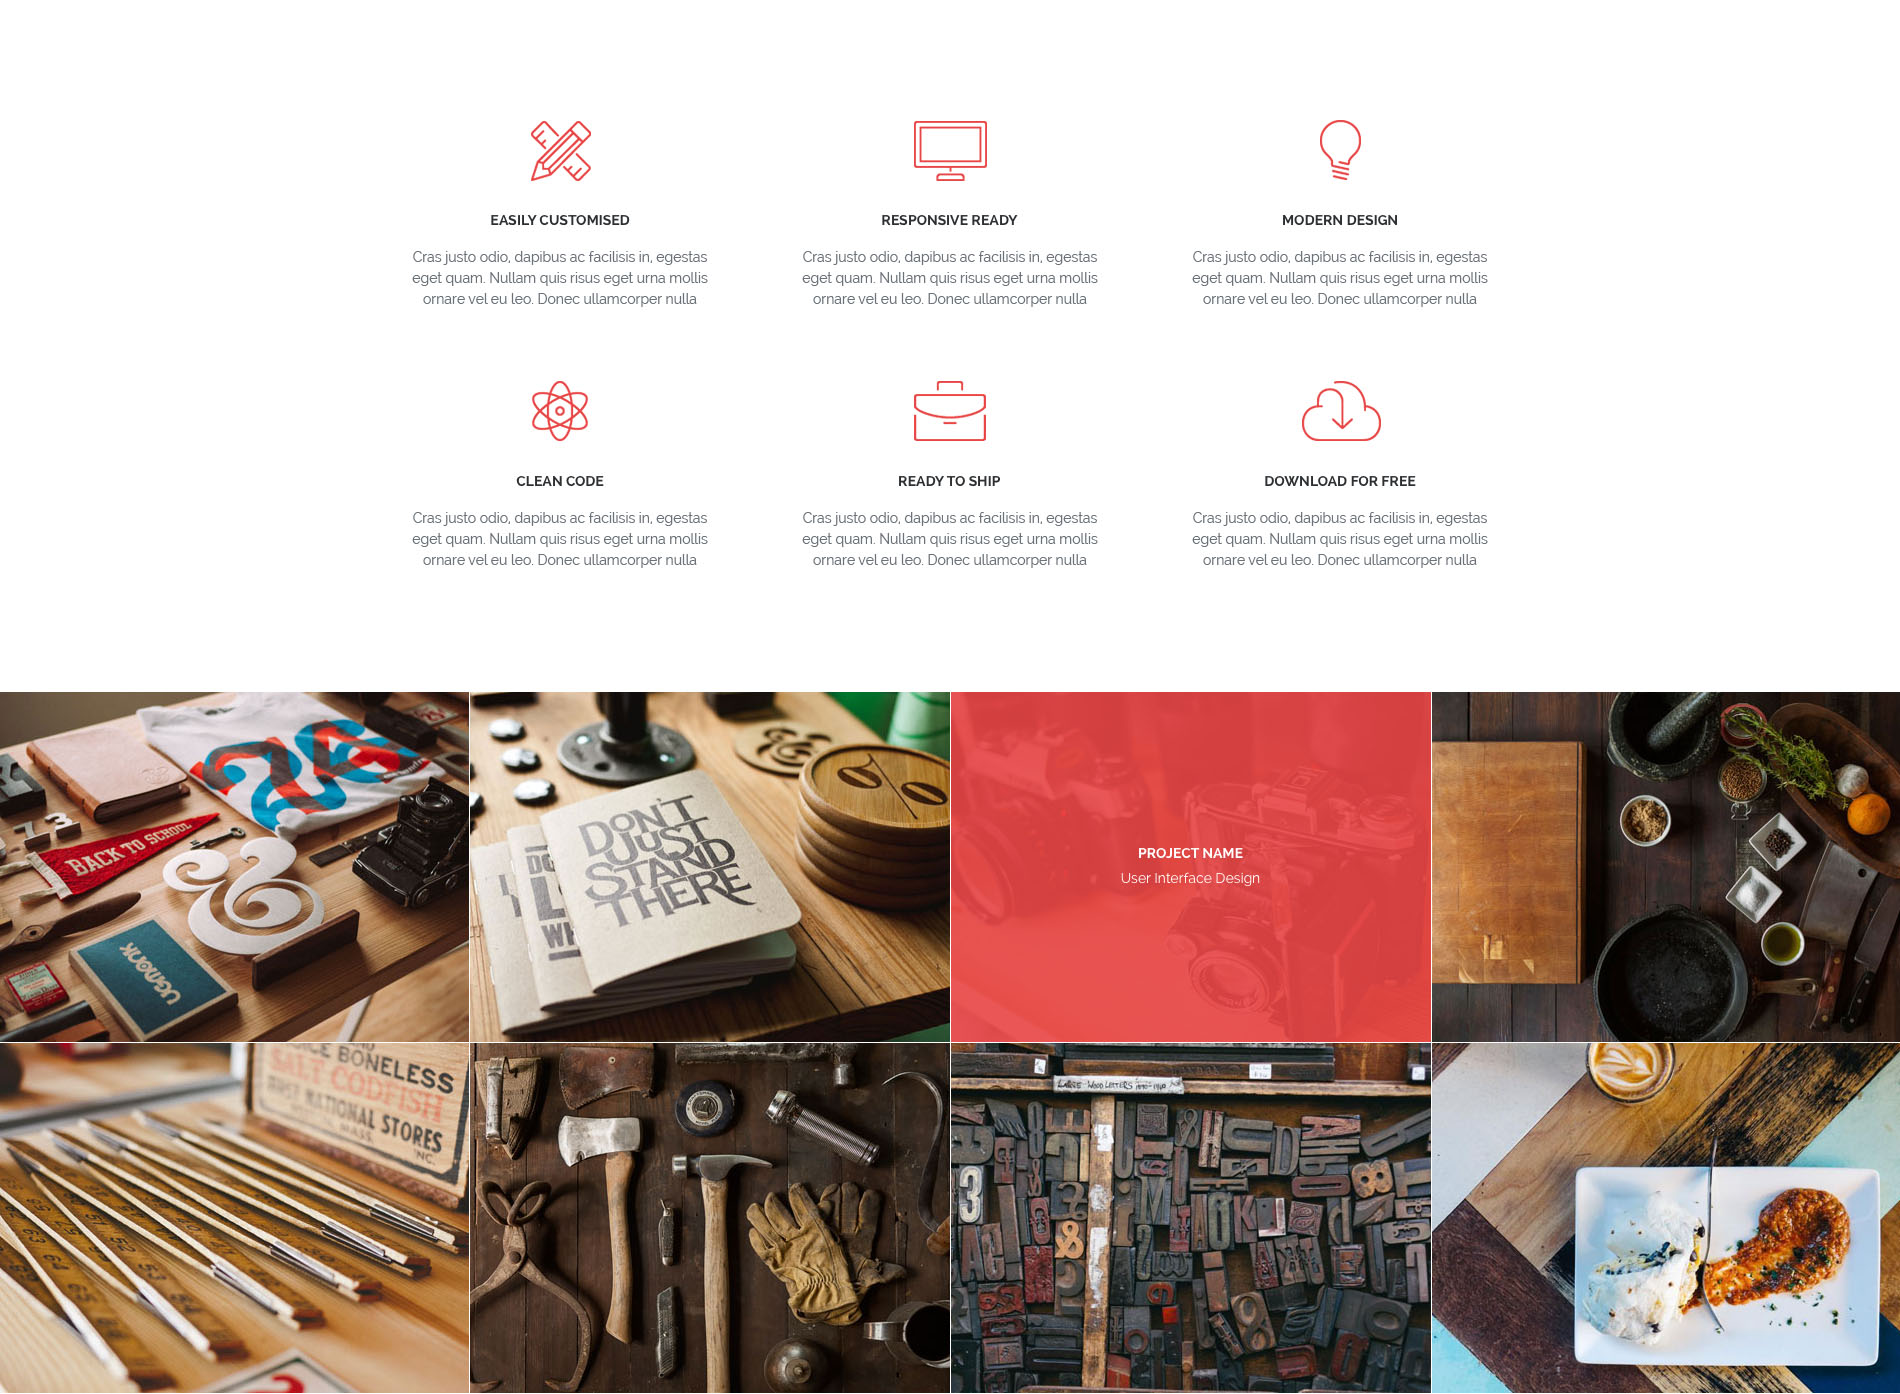 EASILY CUSTOMISED
RESPONSIVE READY
MODERN DESIGN
Cras justo odio, dapibus ac facilisis in, egestas
eget quam. Nullam quis risus eget urna mollis
ornare vel eu leo. Donec ullamcorper nulla
Cras justo odio, dapibus ac facilisis in, egestas
eget quam. Nullam quis risus eget urna mollis
ornare vel eu leo. Donec ullamcorper nulla
Cras justo odio, dapibus ac facilisis in, egestas
eget quam. Nullam quis risus eget urna mollis
ornare vel eu leo. Donec ullamcorper nulla
CLEAN CODE
READY TO SHIP
DOWNLOAD FOR FREE
Cras justo odio, dapibus ac facilisis in, egestas
eget quam. Nullam quis risus eget urna mollis
ornare vel eu leo. Donec ullamcorper nulla
Cras justo odio, dapibus ac facilisis in, egestas
eget quam. Nullam quis risus eget urna mollis
ornare vel eu leo. Donec ullamcorper nulla
Cras justo odio, dapibus ac facilisis in, egestas
eget quam. Nullam quis risus eget urna mollis
ornare vel eu leo. Donec ullamcorper nulla
73
BACK TO SCHOOL
&
UGMONK
DON'T
JUST
STAND
THERE
%
PROJECT NAME
User Interface Design
BONELESS
SALT CODFISH
NATIONAL STORES
INC.
MASS.
LARGE WOOD LETTERS